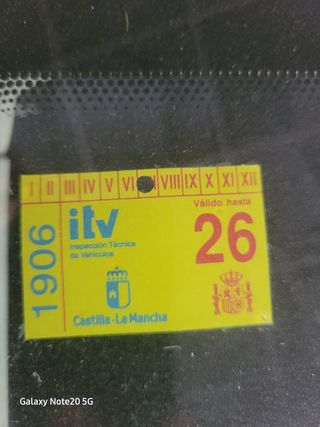 I II III IV V VI VIII IX X XI XII
1906
itv
Válido hasta
Inspección Técnica
de Vehículos
26
Castilla-La Mancha
Galaxy Note20 5G